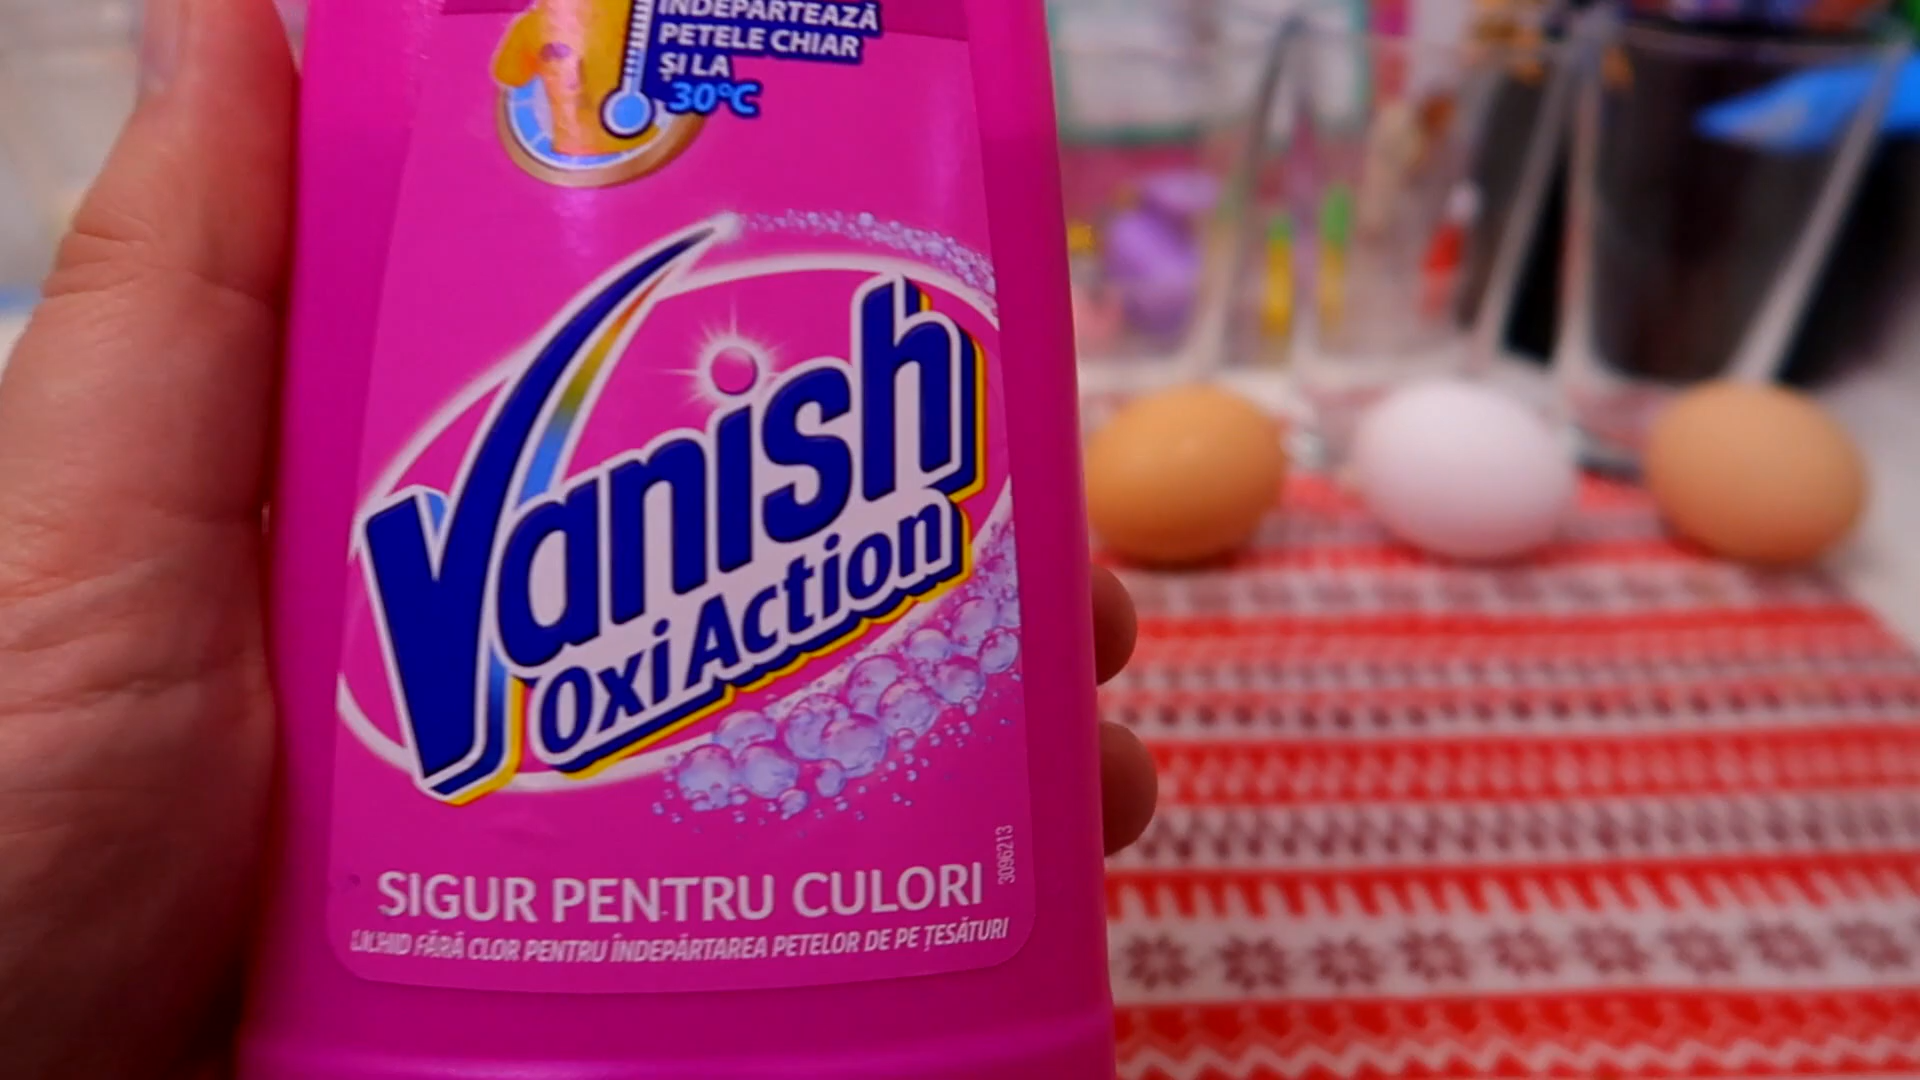 ÎNDEPĂRTEAZĂ
PETELE CHIAR
ȘI LA
30°C
Vanish
Oxi Action
3096213
SIGUR PENTRU CULORI
LICHID FĂRĂ CLOR PENTRU ÎNDEPĂRTAREA PETELOR DE PE ȚESĂTURI